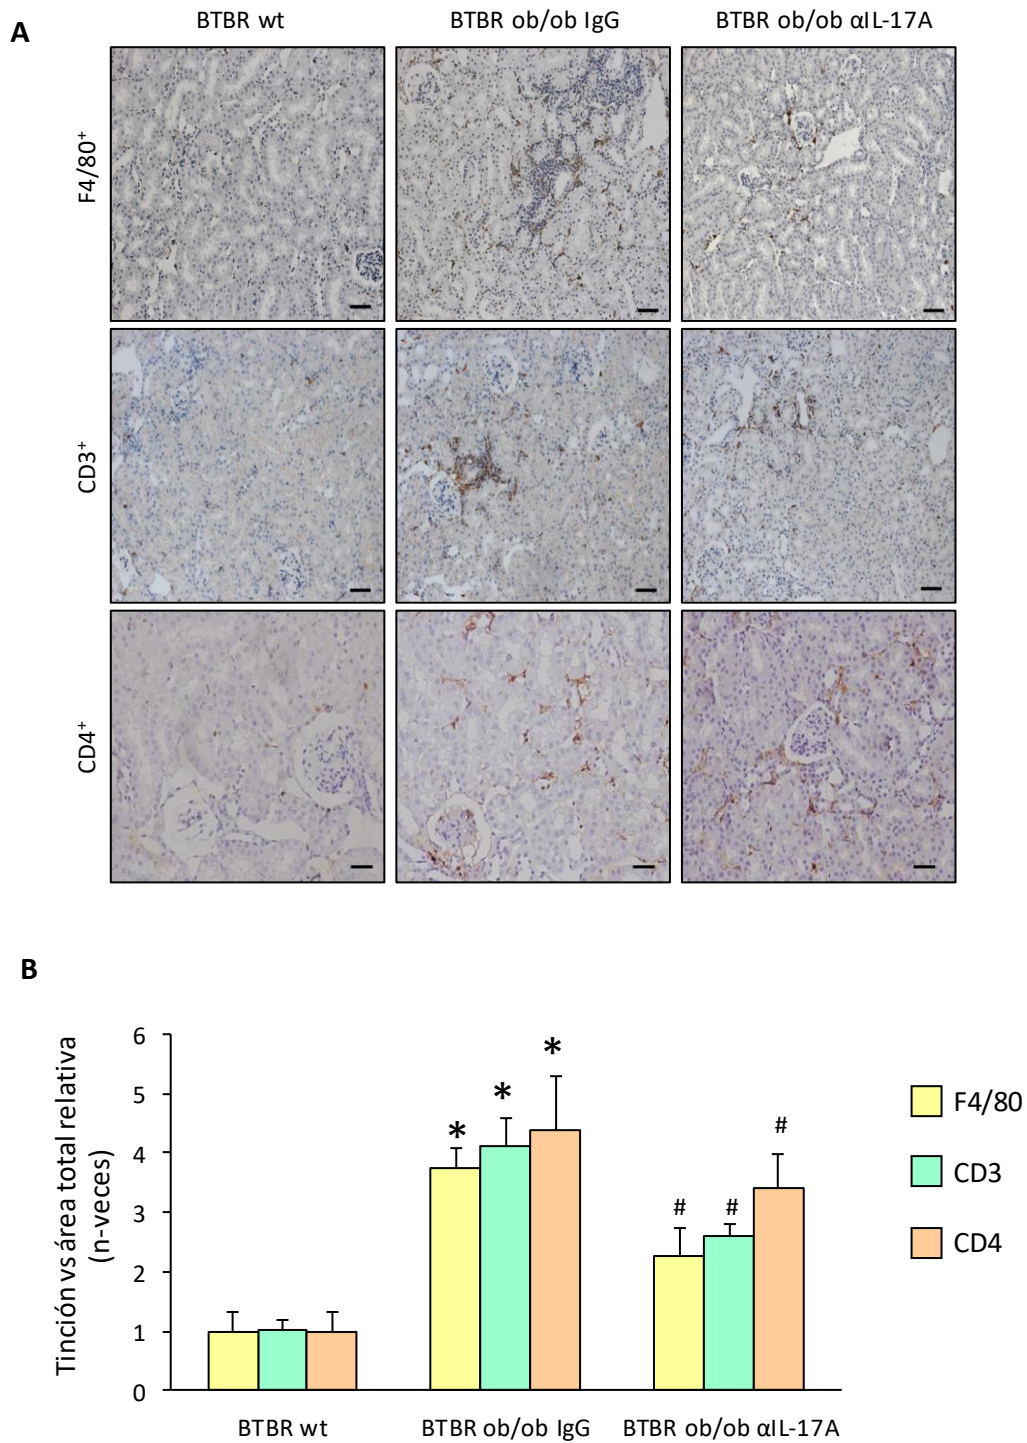 A
BTBR wt
BTBR ob/ob IgG
BTBR ob/ob αIL-17A
F4/80⁺
CD3⁺
CD4⁺
B
Tinción vs área total relativa
(n-veces)
6
5
4
3
2
1
0
*
*
*
#
#
#
BTBR wt
BTBR ob/ob IgG
BTBR ob/ob αIL-17A
F4/80
CD3
CD4